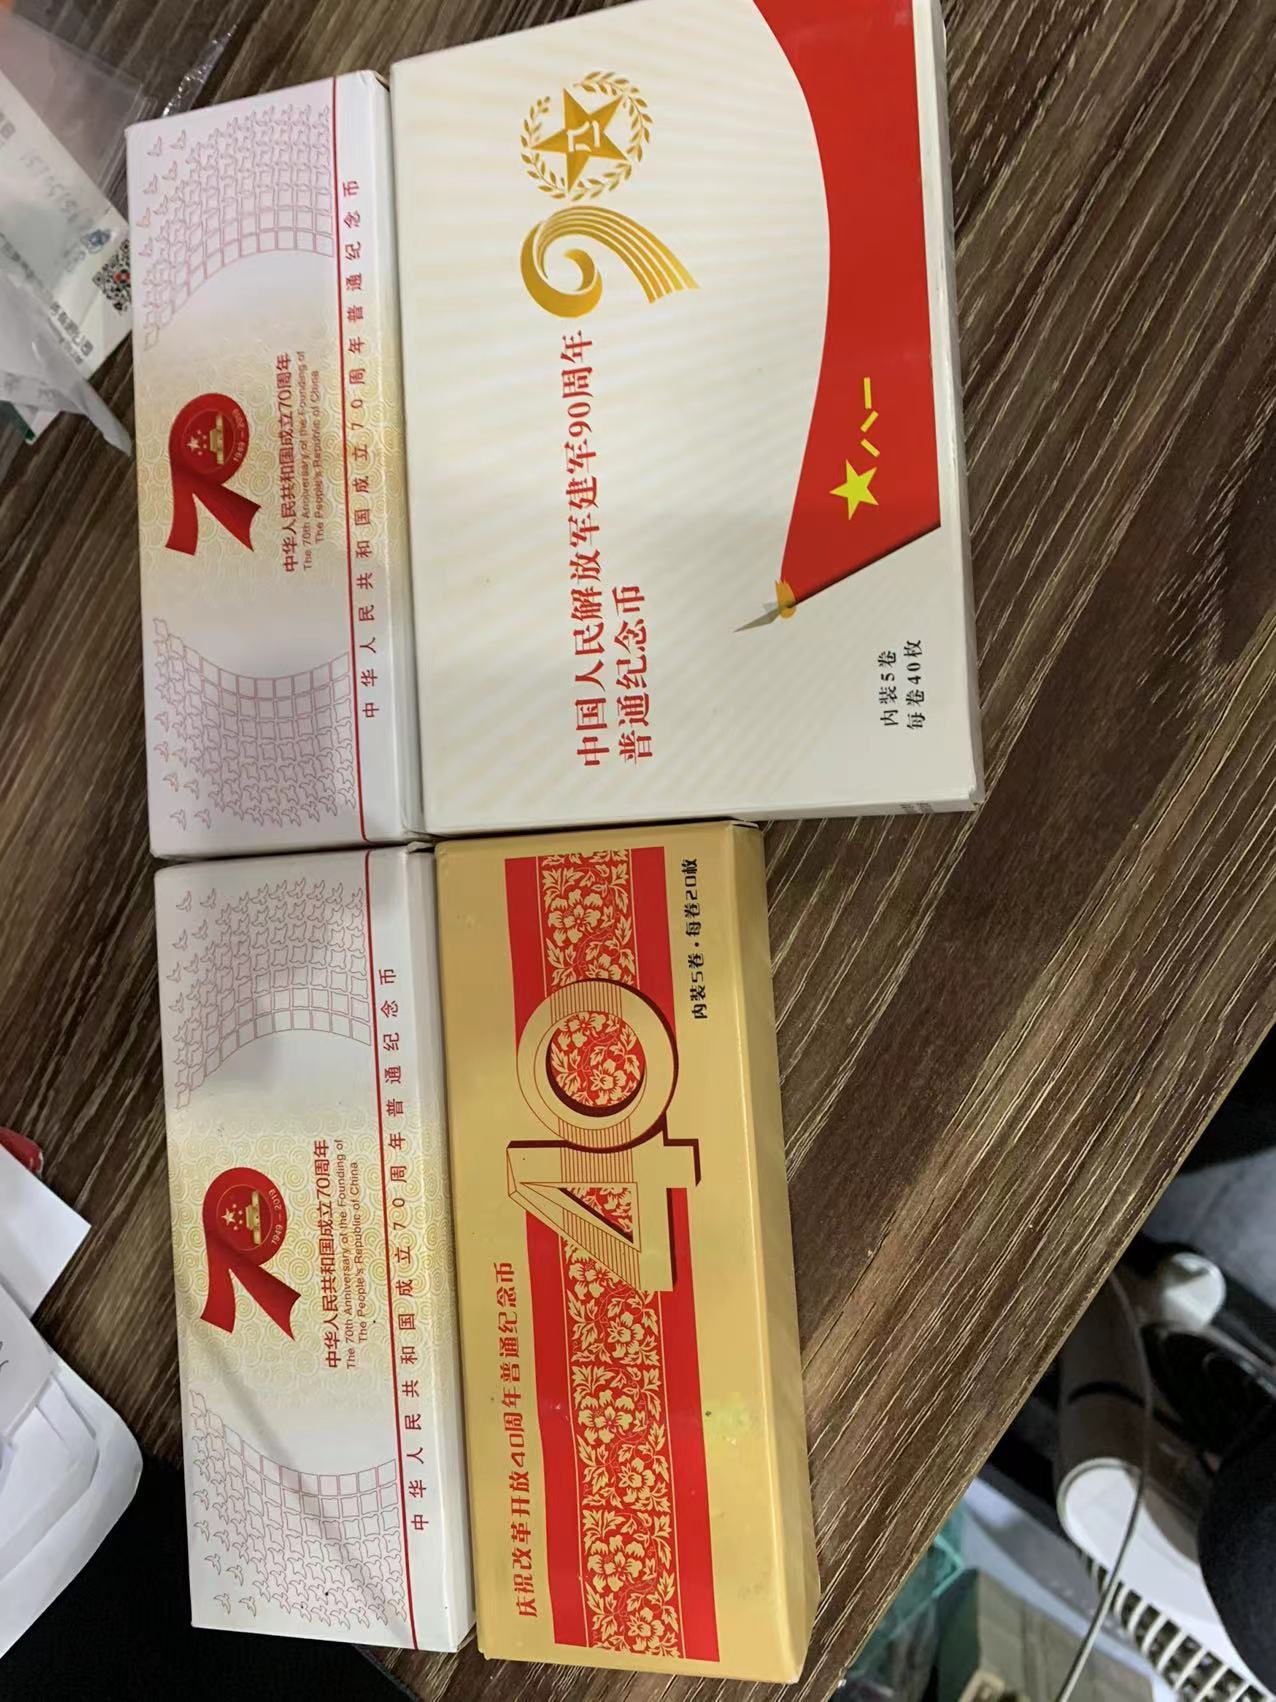 1949-2019
中华人民共和国成立70周年
The 70th Anniversary of the Founding of
The People's Republic of China
中华人民共和国成立70周年普通纪念币
八一
90
中国人民解放军建军90周年
普通纪念币
内装5卷
每卷40枚
70
1949-2019
中华人民共和国成立70周年
The 70th Anniversary of the Founding of
The People's Republic of China
中华人民共和国成立70周年普通纪念币
庆祝改革开放40周年普通纪念币
40
内装5卷·每卷20枚